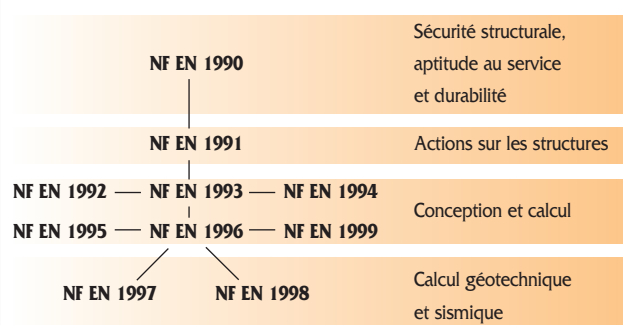 NF EN 1990
Sécurité structurale,
aptitude au service
et durabilité
NF EN 1991
Actions sur les structures
NF EN 1992 NF EN 1993 NF EN 1994
NF EN 1995 NF EN 1996 NF EN 1999
Conception et calcul
NF EN 1997 NF EN 1998
Calcul géotechnique
et sismique